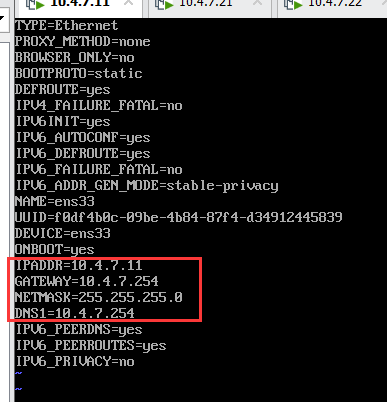 10.4.7.11
10.4.7.21
10.4.7.22
TYPE=Ethernet
PROXY_METHOD=none
BROWSER_ONLY=no
BOOTPROTO=static
DEFROUTE=yes
IPV4_FAILURE_FATAL=no
IPV6INIT=yes
IPV6_AUTOCONF=yes
IPV6_DEFROUTE=yes
IPV6_FAILURE_FATAL=no
IPV6_ADDR_GEN_MODE=stable-privacy
NAME=ens33
UUID=f0df4b0c-09be-4b84-87f4-d34912445839
DEVICE=ens33
ONBOOT=yes
IPADDR=10.4.7.11
GATEWAY=10.4.7.254
NETMASK=255.255.255.0
DNS1=10.4.7.254
IPV6_PEERDNS=yes
IPV6_PEERROUTES=yes
IPV6_PRIVACY=no
~
~